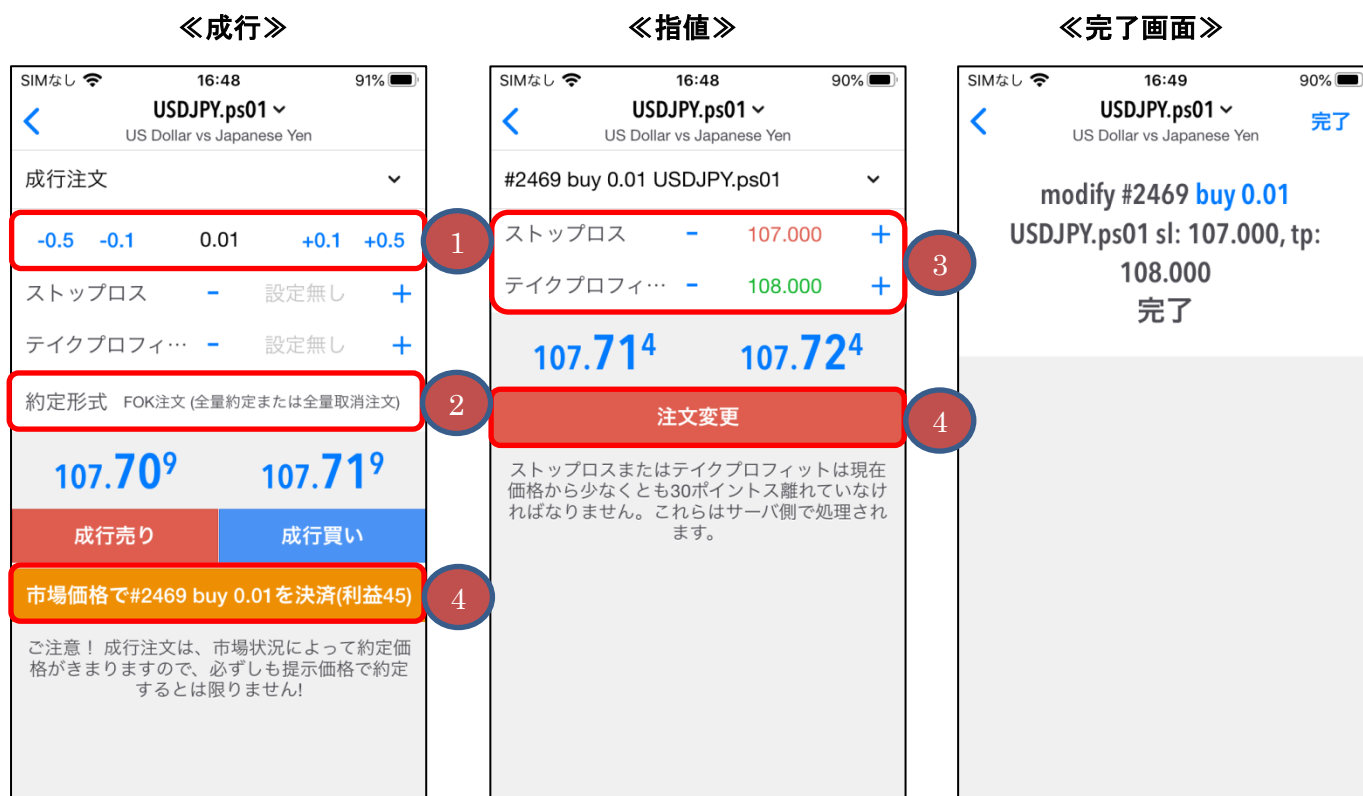 ≪成行≫
SIMなし 16:48 91%
USDJPY.ps01
US Dollar vs Japanese Yen
成行注文
-0.5 -0.1 0.01 +0.1 +0.5
1
ストップロス - 設定無し +
テイクプロフィ… - 設定無し +
約定形式 FOK注文 (全量約定または全量取消注文)
2
107.709 107.719
成行売り 成行買い
市場価格で#2469 buy 0.01を決済(利益45)
4
ご注意！ 成行注文は、市場状況によって約定価
格がきまりますので、必ずしも提示価格で約定
するとは限りません!
≪指値≫
SIMなし 16:48 90%
USDJPY.ps01
US Dollar vs Japanese Yen
#2469 buy 0.01 USDJPY.ps01
ストップロス - 107.000 +
テイクプロフィ… - 108.000 +
3
107.714 107.724
注文変更
4
ストップロスまたはテイクプロフィットは現在
価格から少なくとも30ポイントス離れていなけ
ればなりません。これらはサーバ側で処理され
ます。
≪完了画面≫
SIMなし 16:49 90%
USDJPY.ps01
US Dollar vs Japanese Yen
完了
modify #2469 buy 0.01
USDJPY.ps01 sl: 107.000, tp:
108.000
完了